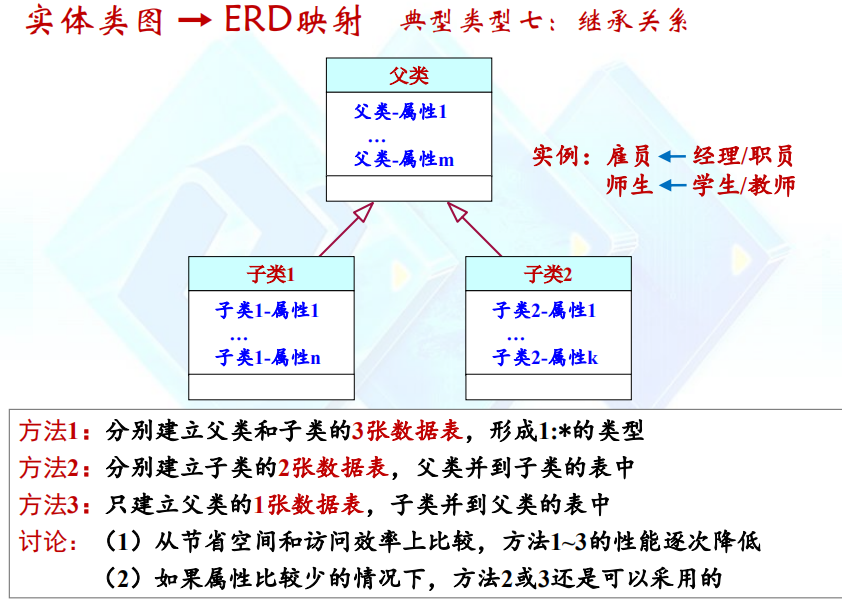 实体类图 → ERD映射 典型类型七：继承关系
父类
父类-属性1
…
父类-属性m
实例：雇员 ← 经理/职员
师生 ← 学生/教师
子类1
子类1-属性1
…
子类1-属性n
子类2
子类2-属性1
…
子类2-属性k
方法1：分别建立父类和子类的3张数据表，形成1:*的类型
方法2：分别建立子类的2张数据表，父类并到子类的表中
方法3：只建立父类的1张数据表，子类并到父类的表中
讨论：（1）从节省空间和访问效率上比较，方法1~3的性能逐次降低
（2）如果属性比较少的情况下，方法2或3还是可以采用的